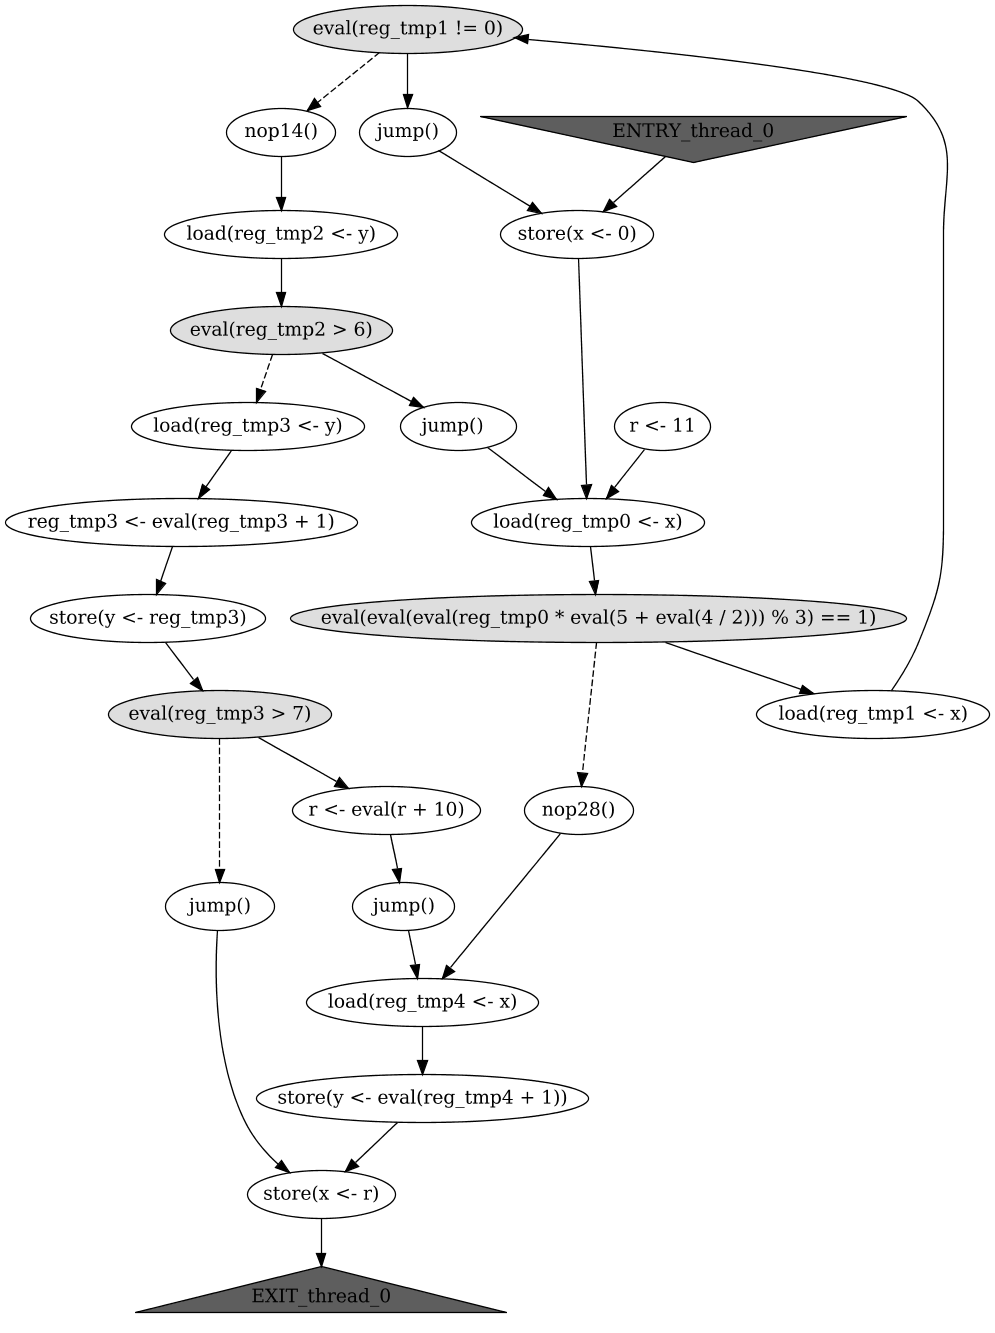 eval(reg_tmp1 != 0)
nop14()
jump()
ENTRY_thread_0
load(reg_tmp2 <- y)
store(x <- 0)
eval(reg_tmp2 > 6)
load(reg_tmp3 <- y)
jump()
r <- 11
reg_tmp3 <- eval(reg_tmp3 + 1)
load(reg_tmp0 <- x)
store(y <- reg_tmp3)
eval(eval(eval(reg_tmp0 * eval(5 + eval(4 / 2))) % 3) == 1)
eval(reg_tmp3 > 7)
load(reg_tmp1 <- x)
r <- eval(r + 10)
nop28()
jump()
jump()
load(reg_tmp4 <- x)
store(y <- eval(reg_tmp4 + 1))
store(x <- r)
EXIT_thread_0